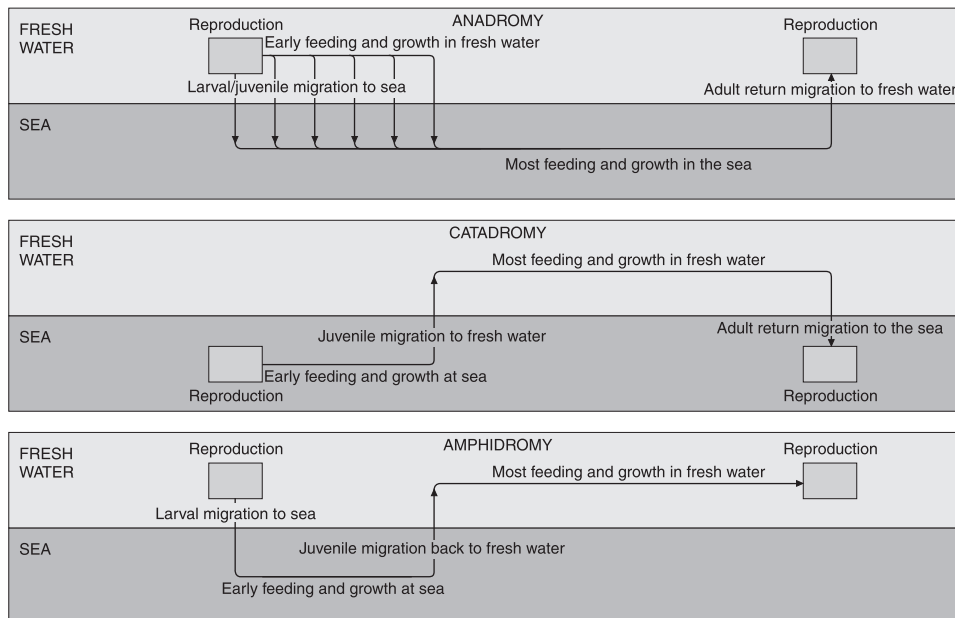 ANADROMY
FRESH
WATER
Reproduction
Reproduction
Early feeding and growth in fresh water
Larval/juvenile migration to sea
Adult return migration to fresh water
SEA
Most feeding and growth in the sea
CATADROMY
FRESH
WATER
Most feeding and growth in fresh water
SEA
Adult return migration to the sea
Juvenile migration to fresh water
Early feeding and growth at sea
Reproduction
Reproduction
AMPHIDROMY
FRESH
WATER
Reproduction
Reproduction
Most feeding and growth in fresh water
Larval migration to sea
SEA
Juvenile migration back to fresh water
Early feeding and growth at sea